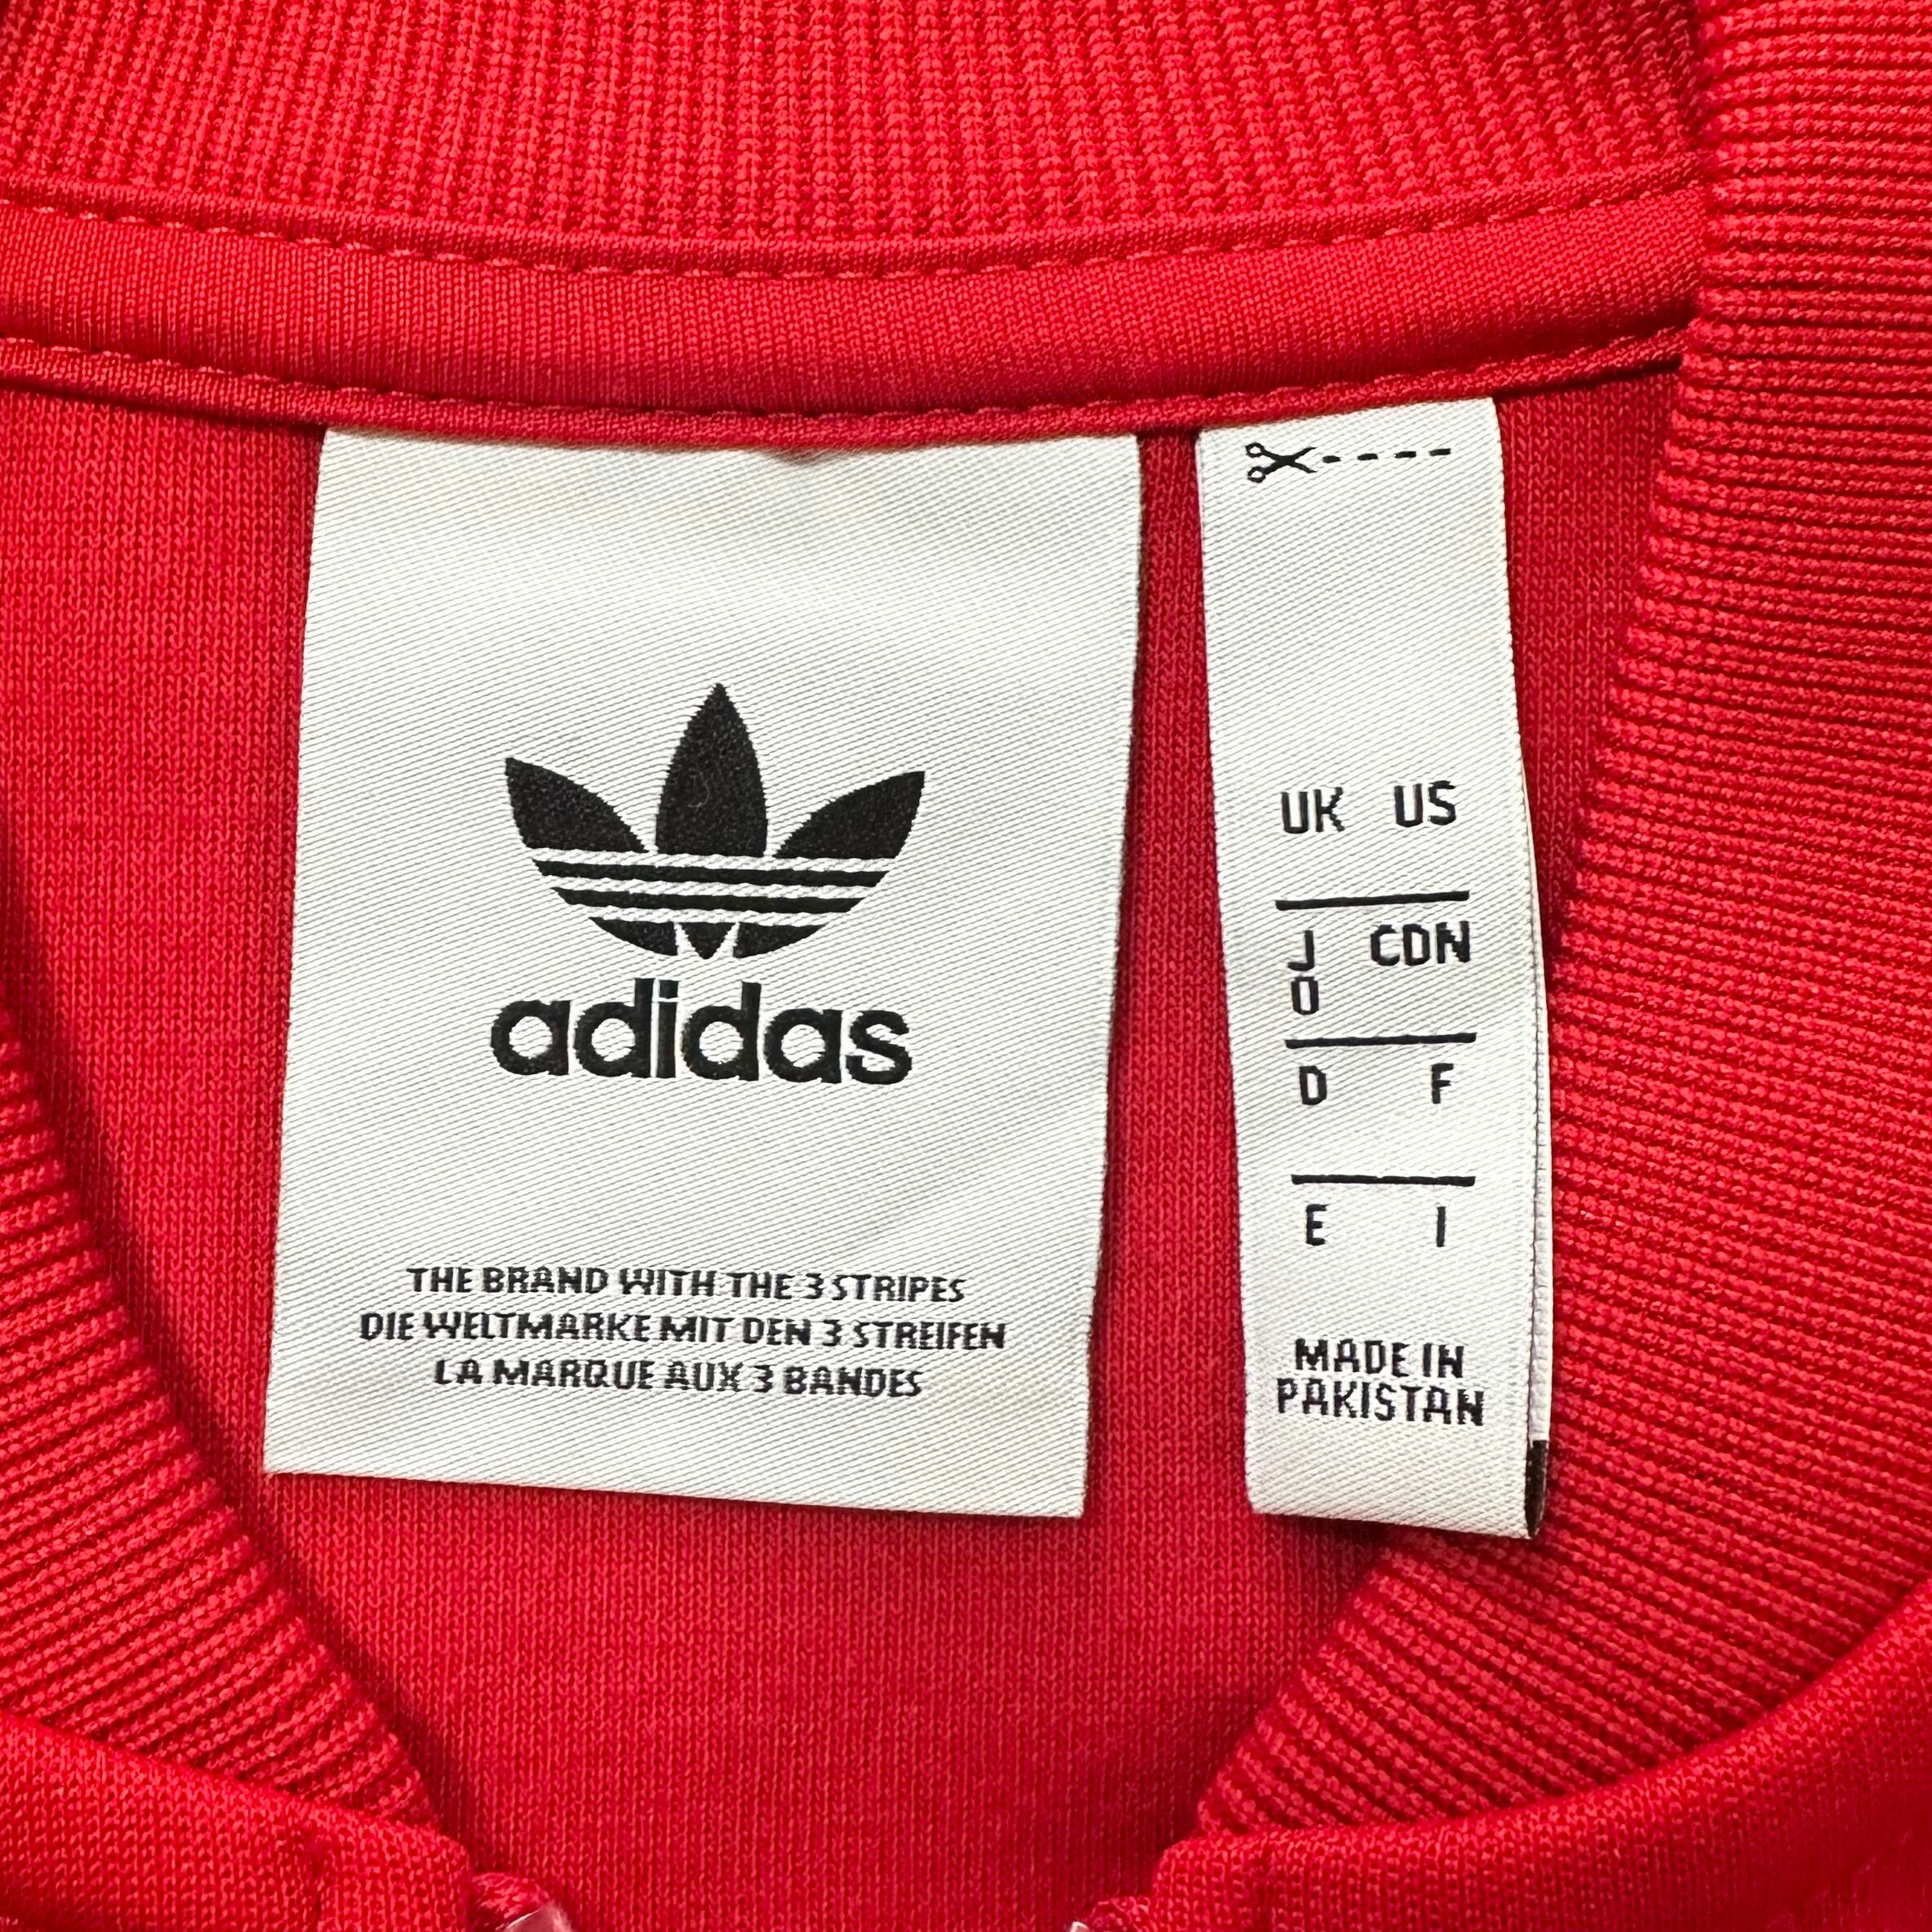 adidas
THE BRAND WITH THE 3 STRIPES
DIE WELTMARKE MIT DEN 3 STREIFEN
LA MARQUE AUX 3 BANDES
UK US
J CDN
O
D F
E I
MADE IN
PAKISTAN